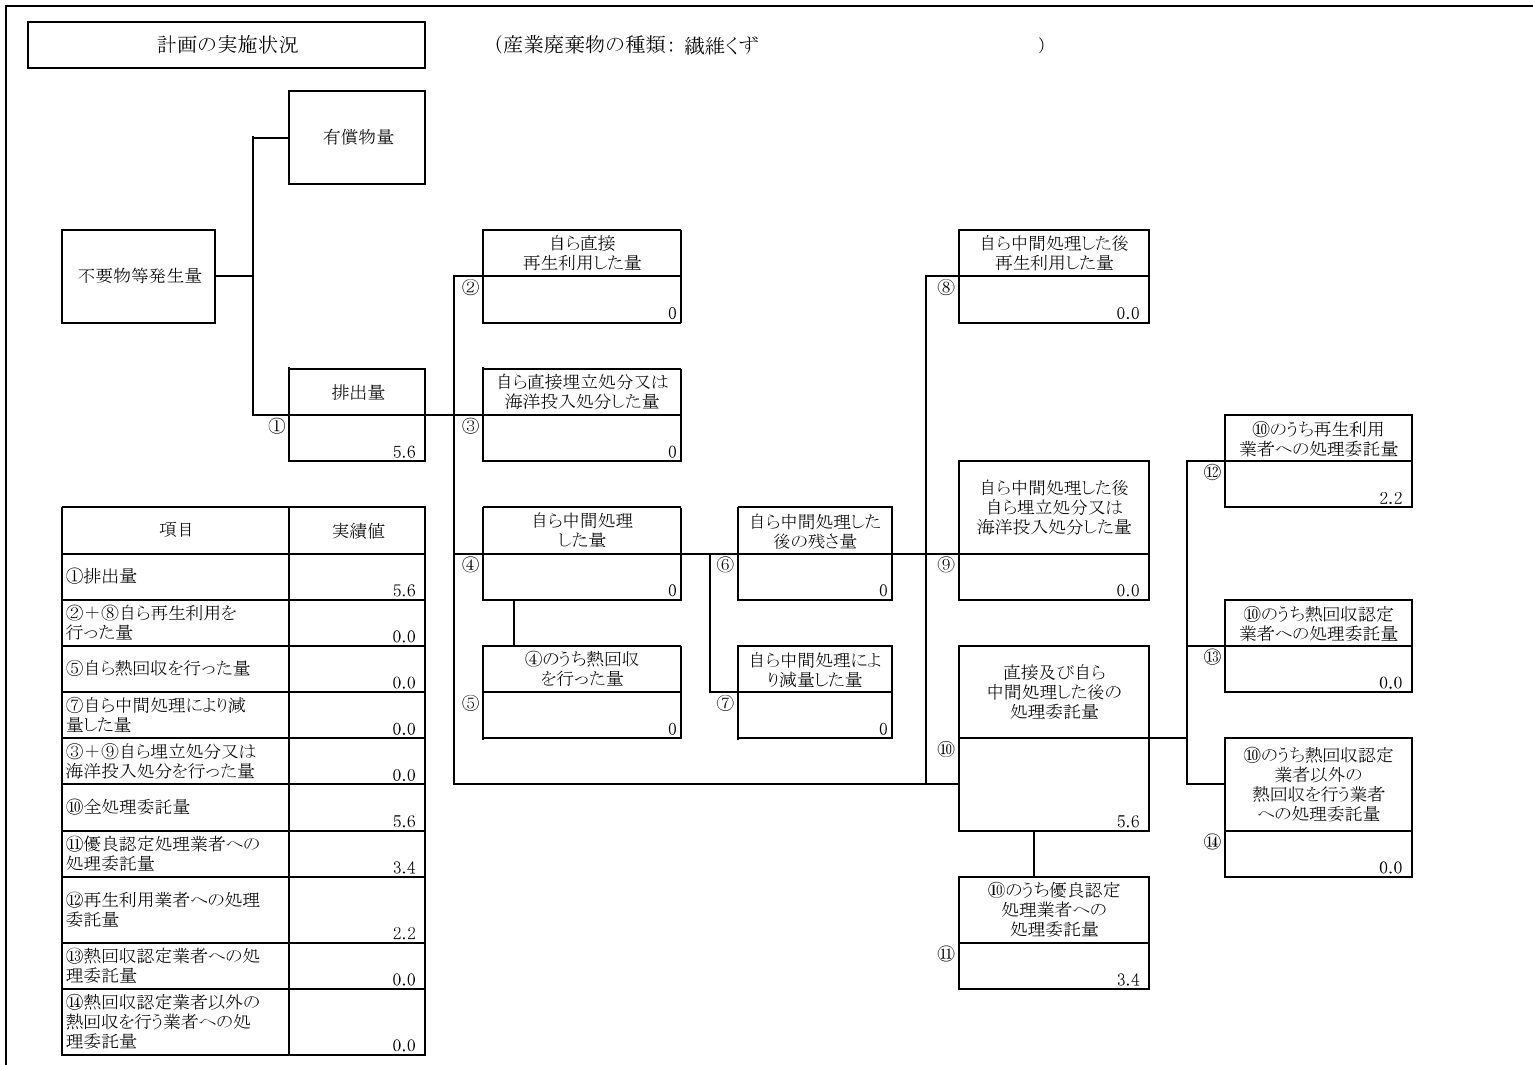 計画の実施状況
(産業廃棄物の種類: 繊維くず )
有償物量
不要物等発生量
自ら直接
再生利用した量
②
0
自ら中間処理した後
再生利用した量
⑧
0.0
排出量
①
5.6
自ら直接埋立処分又は
海洋投入処分した量
③
0
⑩のうち再生利用
業者への処理委託量
⑫
2.2
自ら中間処理した後
自ら埋立処分又は
海洋投入処分した量
⑨
0.0
自ら中間処理
した量
④
0
自ら中間処理した
後の残さ量
⑥
0
⑩のうち熱回収認定
業者への処理委託量
⑬
0.0
④のうち熱回収
を行った量
⑤
0
自ら中間処理によ
り減量した量
⑦
0
直接及び自ら
中間処理した後の
処理委託量
⑩
5.6
⑩のうち熱回収認定
業者以外の
熱回収を行う業者
への処理委託量
⑭
0.0
⑩のうち優良認定
処理業者への
処理委託量
⑪
3.4
項目 実績値
①排出量
5.6
②+⑧自ら再生利用を
行った量
0.0
⑤自ら熱回収を行った量
0.0
⑦自ら中間処理により減
量した量
0.0
③+⑨自ら埋立処分又は
海洋投入処分を行った量
0.0
⑩全処理委託量
5.6
⑪優良認定処理業者への
処理委託量
3.4
⑫再生利用業者への処理
委託量
2.2
⑬熱回収認定業者への処
理委託量
0.0
⑭熱回収認定業者以外の
熱回収を行う業者への処
理委託量
0.0